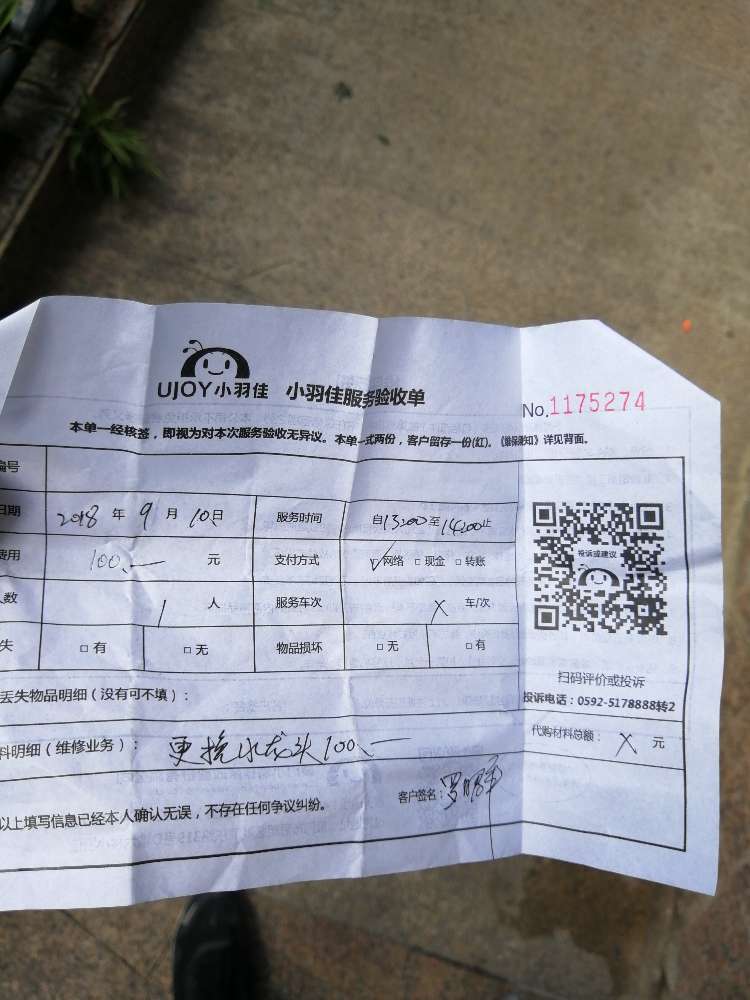 UJOY小羽佳 小羽佳服务验收单
No.1175274
本单一经核签，即视为对本次服务验收无异议。本单一式两份，客户留存一份(红)。《维保通知》详见背面。
编号
日期 2018 年 9 月 10 日 服务时间 自13:00至14:00止
费用 100.— 元 支付方式 ☑网络 □现金 □转账
人数 1 人 服务车次 X 车/次
失 □有 □无 物品损坏 □无 □有
投诉或建议
扫码评价或投诉
投诉电话：0592-5178888转2
丢失物品明细（没有可不填）：
料明细（维修业务）： 更换水龙头100.—
代购材料总额： X 元
以上填写信息已经本人确认无误，不存在任何争议纠纷。
客户签名：